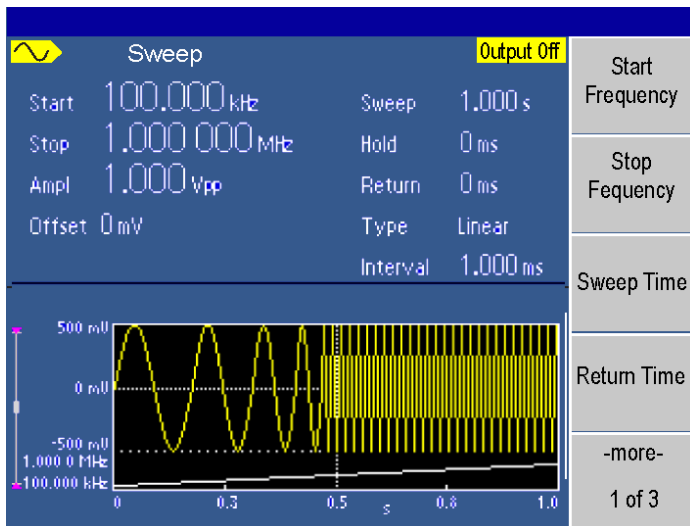 Sweep
Output Off
Start 100.000 kHz
Sweep 1.000 s
Stop 1.000 000 MHz
Hold 0 ms
Ampl 1.000 Vpp
Return 0 ms
Offset 0 mV
Type Linear
Interval 1.000 ms
500 mU
0 mU
-500 mU
1.000 0 MHz
100.000 kHz
0 0.3 0.5 0.8 1.0
s
Start
Frequency
Stop
Fequency
Sweep Time
Return Time
-more-
1 of 3